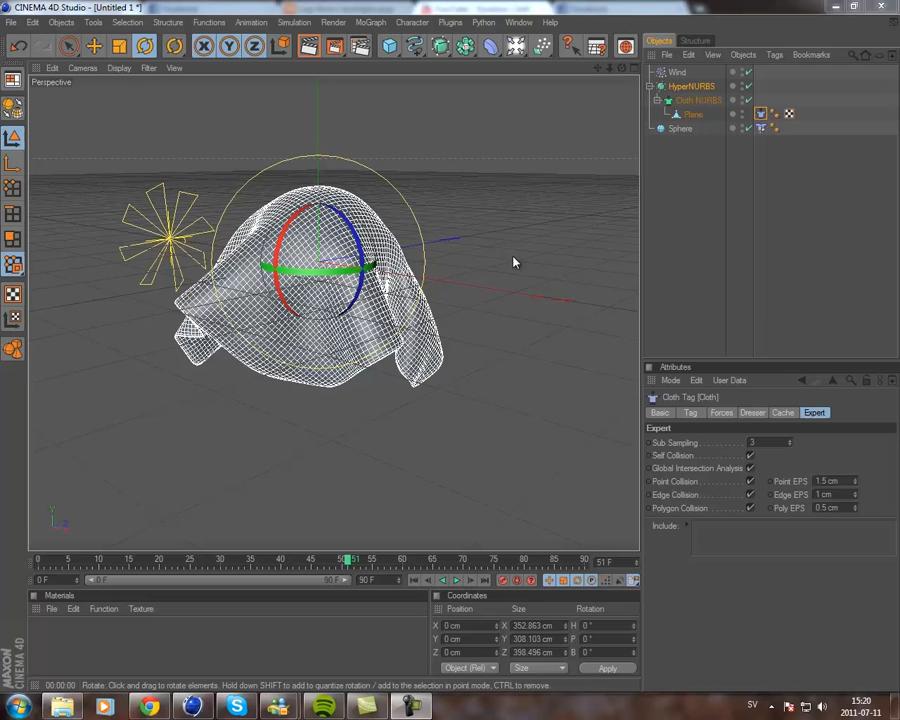 CINEMA 4D Studio - [Untitled 1 *]
File Edit Objects Tools Selection Structure Functions Animation Simulation Render MoGraph Character Plugins Python Window Help
Edit Cameras Display Filter View
Perspective
Objects Structure
File Edit View Objects Tags Bookmarks
Wind
HyperNURBS
Cloth NURBS
Plane
Sphere
Attributes
Mode Edit User Data
Cloth Tag [Cloth]
Basic Tag Forces Dresser Cache Expert
Expert
Sub Sampling 3
Self Collision
Global Intersection Analysis
Point Collision Point EPS 1.5 cm
Edge Collision Edge EPS 1 cm
Polygon Collision Poly EPS 0.5 cm
Include:
Y
Z
0 5 10 15 20 25 30 35 40 45 50 51 55 60 65 70 75 80 85 90 51 F
0 F 0 F 90 F 90 F
Materials
File Edit Function Texture
Coordinates
Position Size Rotation
X 0 cm X 352.863 cm H 0 °
Y 0 cm Y 308.103 cm P 0 °
Z 0 cm Z 398.496 cm B 0 °
Object (Rel) Size Apply
MAXON
CINEMA 4D
00:00:00 Rotate: Click and drag to rotate elements. Hold down SHIFT to add to quantize rotation / add to the selection in point mode, CTRL to remove.
SV 15:20
2011-07-11